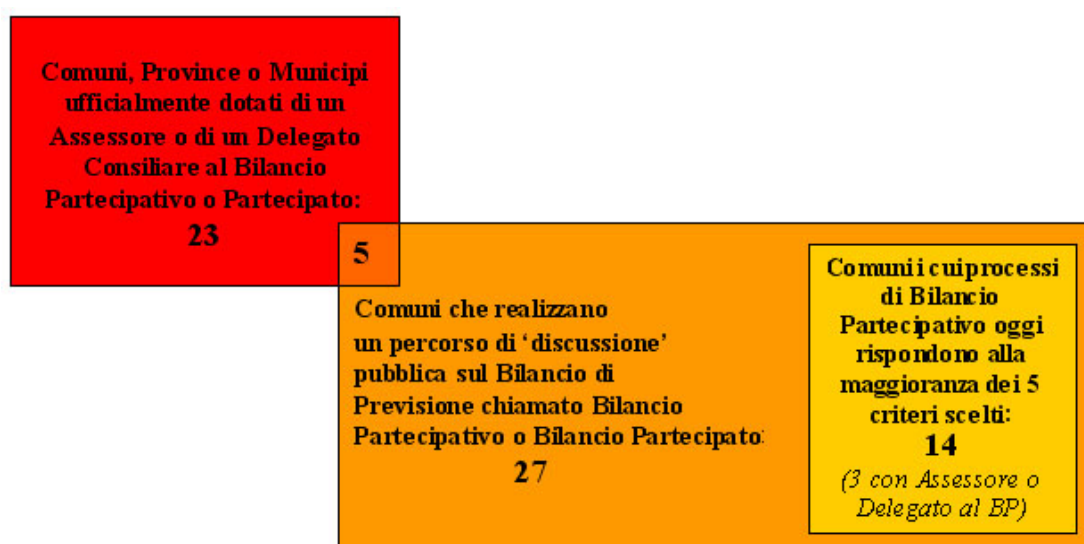 Comuni, Province o Municipi
ufficialmente dotati di un
Assessore o di un Delegato
Consiliare al Bilancio
Partecipativo o Partecipato:
23
5
Comuni che realizzano
un percorso di ‘discussione’
pubblica sul Bilancio di
Previsione chiamato Bilancio
Partecipativo o Bilancio Partecipato:
27
Comuni i cuiprocessi
di Bilancio
Partecipativo oggi
rispondono alla
maggioranza dei 5
criteri scelti:
14
(3 con Assessore o
Delegato al BP)